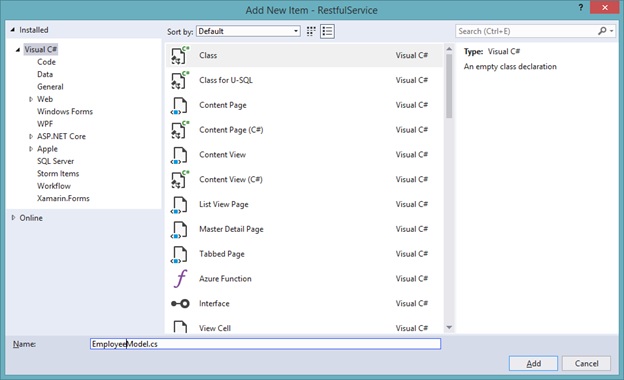 Add New Item - RestfulService
? ×
Installed
Visual C#
Code
Data
General
Web
Windows Forms
WPF
ASP.NET Core
Apple
SQL Server
Storm Items
Workflow
Xamarin.Forms
Online
Sort by: Default
Class Visual C#
Class for U-SQL Visual C#
Content Page Visual C#
Content Page (C#) Visual C#
Content View Visual C#
Content View (C#) Visual C#
List View Page Visual C#
Master Detail Page Visual C#
Tabbed Page Visual C#
Azure Function Visual C#
Interface Visual C#
View Cell Visual C#
Search (Ctrl+E)
Type: Visual C#
An empty class declaration
Name: EmployeeModel.cs
Add Cancel